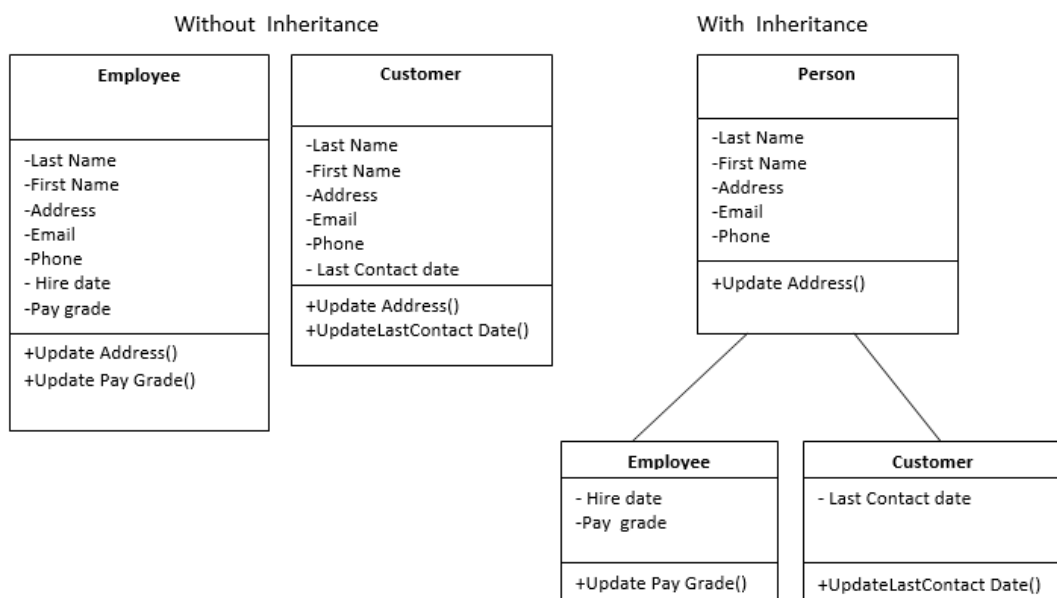 Without Inheritance
Employee
-Last Name
-First Name
-Address
-Email
-Phone
- Hire date
-Pay grade
+Update Address()
+Update Pay Grade()
Customer
-Last Name
-First Name
-Address
-Email
-Phone
- Last Contact date
+Update Address()
+UpdateLastContact Date()
With Inheritance
Person
-Last Name
-First Name
-Address
-Email
-Phone
+Update Address()
Employee
- Hire date
-Pay grade
+Update Pay Grade()
Customer
- Last Contact date
+UpdateLastContact Date()